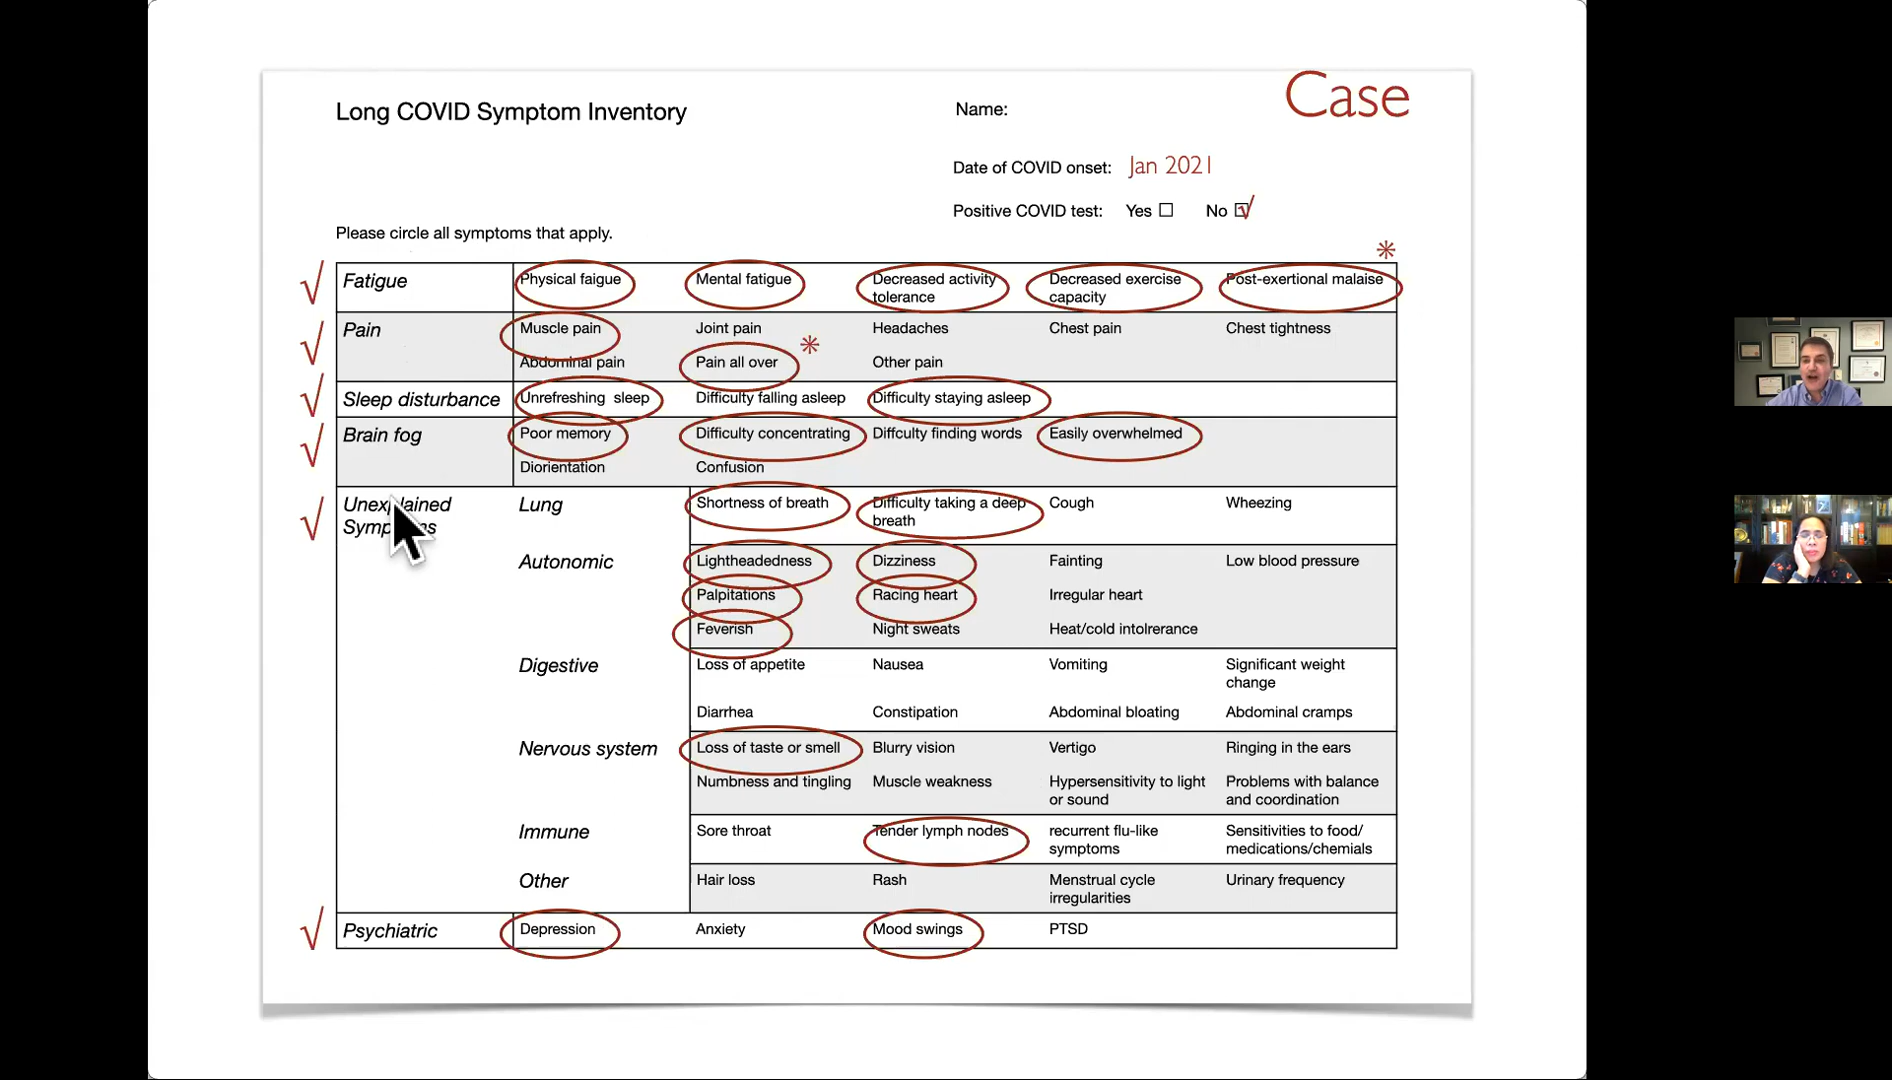 Case
Long COVID Symptom Inventory
Name:
Date of COVID onset: Jan 2021
Positive COVID test: Yes ☐ No ☐ √
Please circle all symptoms that apply.
*
√ Fatigue Physical faigue Mental fatigue Decreased activity tolerance Decreased exercise capacity Post-exertional malaise
√ Pain Muscle pain Joint pain Headaches Chest pain Chest tightness
Abdominal pain Pain all over * Other pain
√ Sleep disturbance Unrefreshing sleep Difficulty falling asleep Difficulty staying asleep
√ Brain fog Poor memory Difficulty concentrating Diffculty finding words Easily overwhelmed
Diorientation Confusion
√ Unexplained Symptoms Lung Shortness of breath Difficulty taking a deep breath Cough Wheezing
Autonomic Lightheadedness Dizziness Fainting Low blood pressure
Palpitations Racing heart Irregular heart
Feverish Night sweats Heat/cold intolrerance
Digestive Loss of appetite Nausea Vomiting Significant weight change
Diarrhea Constipation Abdominal bloating Abdominal cramps
Nervous system Loss of taste or smell Blurry vision Vertigo Ringing in the ears
Numbness and tingling Muscle weakness Hypersensitivity to light or sound Problems with balance and coordination
Immune Sore throat Tender lymph nodes recurrent flu-like symptoms Sensitivities to food/ medications/chemials
Other Hair loss Rash Menstrual cycle irregularities Urinary frequency
√ Psychiatric Depression Anxiety Mood swings PTSD